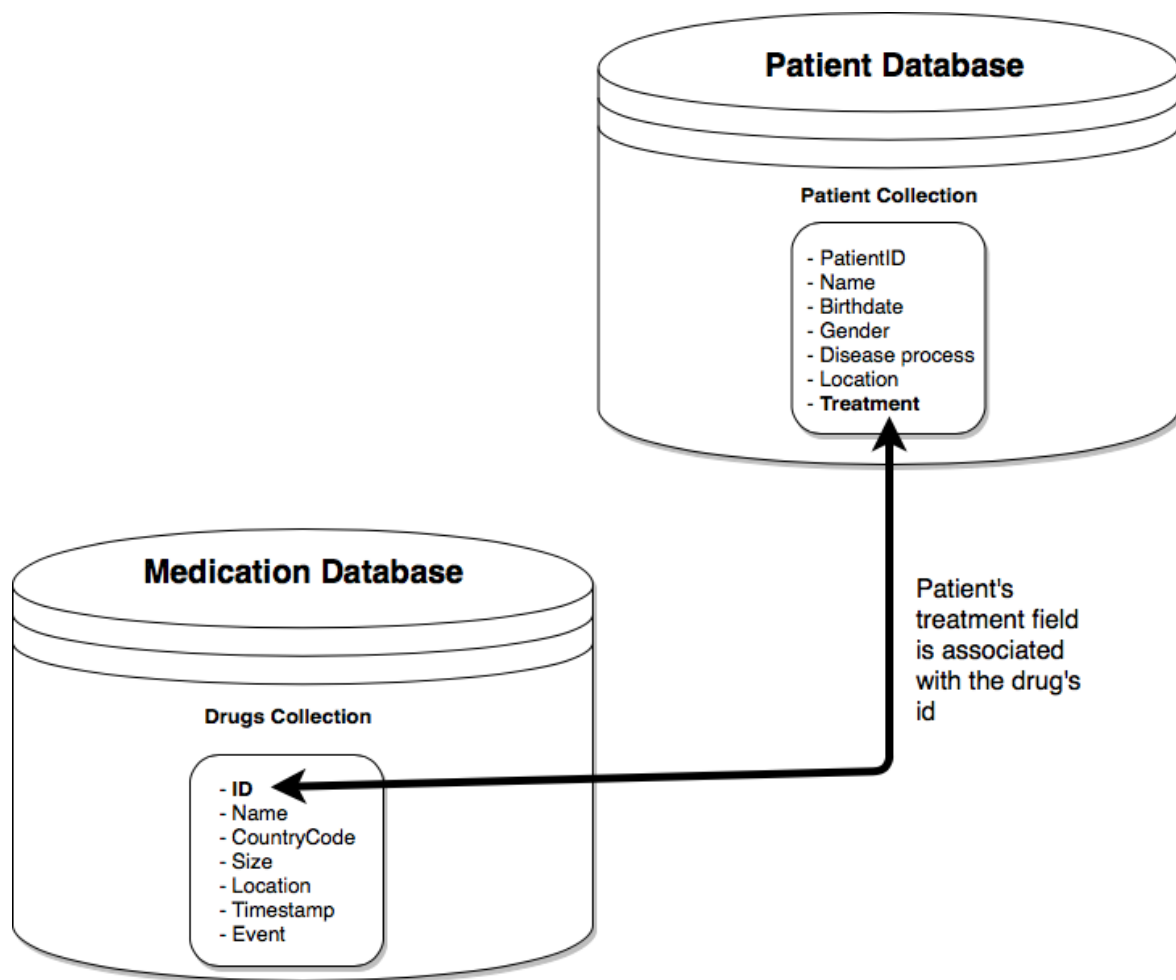 Patient Database
Patient Collection
- PatientID
- Name
- Birthdate
- Gender
- Disease process
- Location
- Treatment
Medication Database
Patient's
treatment field
is associated
with the drug's
id
Drugs Collection
- ID
- Name
- CountryCode
- Size
- Location
- Timestamp
- Event